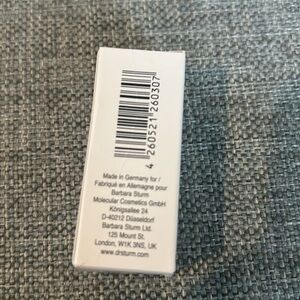 4 260521 260307
Made in Germany for /
Fabriqué en Allemagne pour
Barbara Sturm
Molecular Cosmetics GmbH
Königsallee 24
D-40212 Düsseldorf
Barbara Sturm Ltd.
125 Mount St.
London, W1K 3NS, UK
www.drsturm.com